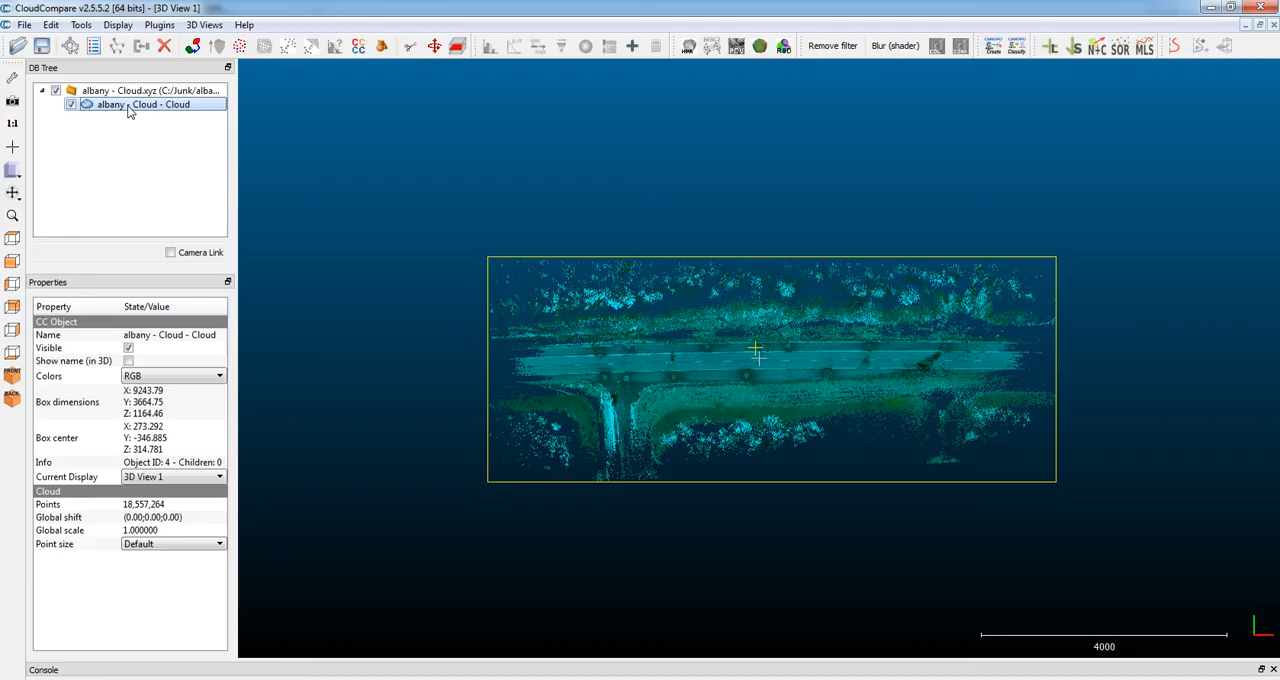 CloudCompare v2.5.5.2 [64 bits] - [3D View 1]
File Edit Tools Display Plugins 3D Views Help
Remove filter Blur (shader) N+C SOR MLS
DB Tree
albany - Cloud.xyz (C:/Junk/alba...
albany - Cloud - Cloud
1:1
Camera Link
Properties
Property State/Value
CC Object
Name albany - Cloud - Cloud
Visible
Show name (in 3D)
Colors RGB
Box dimensions X: 9243.79
Y: 3664.75
Z: 1164.46
Box center X: 273.292
Y: -346.885
Z: 314.781
Info Object ID: 4 - Children: 0
Current Display 3D View 1
Cloud
Points 18,557,264
Global shift (0.00;0.00;0.00)
Global scale 1.000000
Point size Default
FRONT
BACK
4000
Console